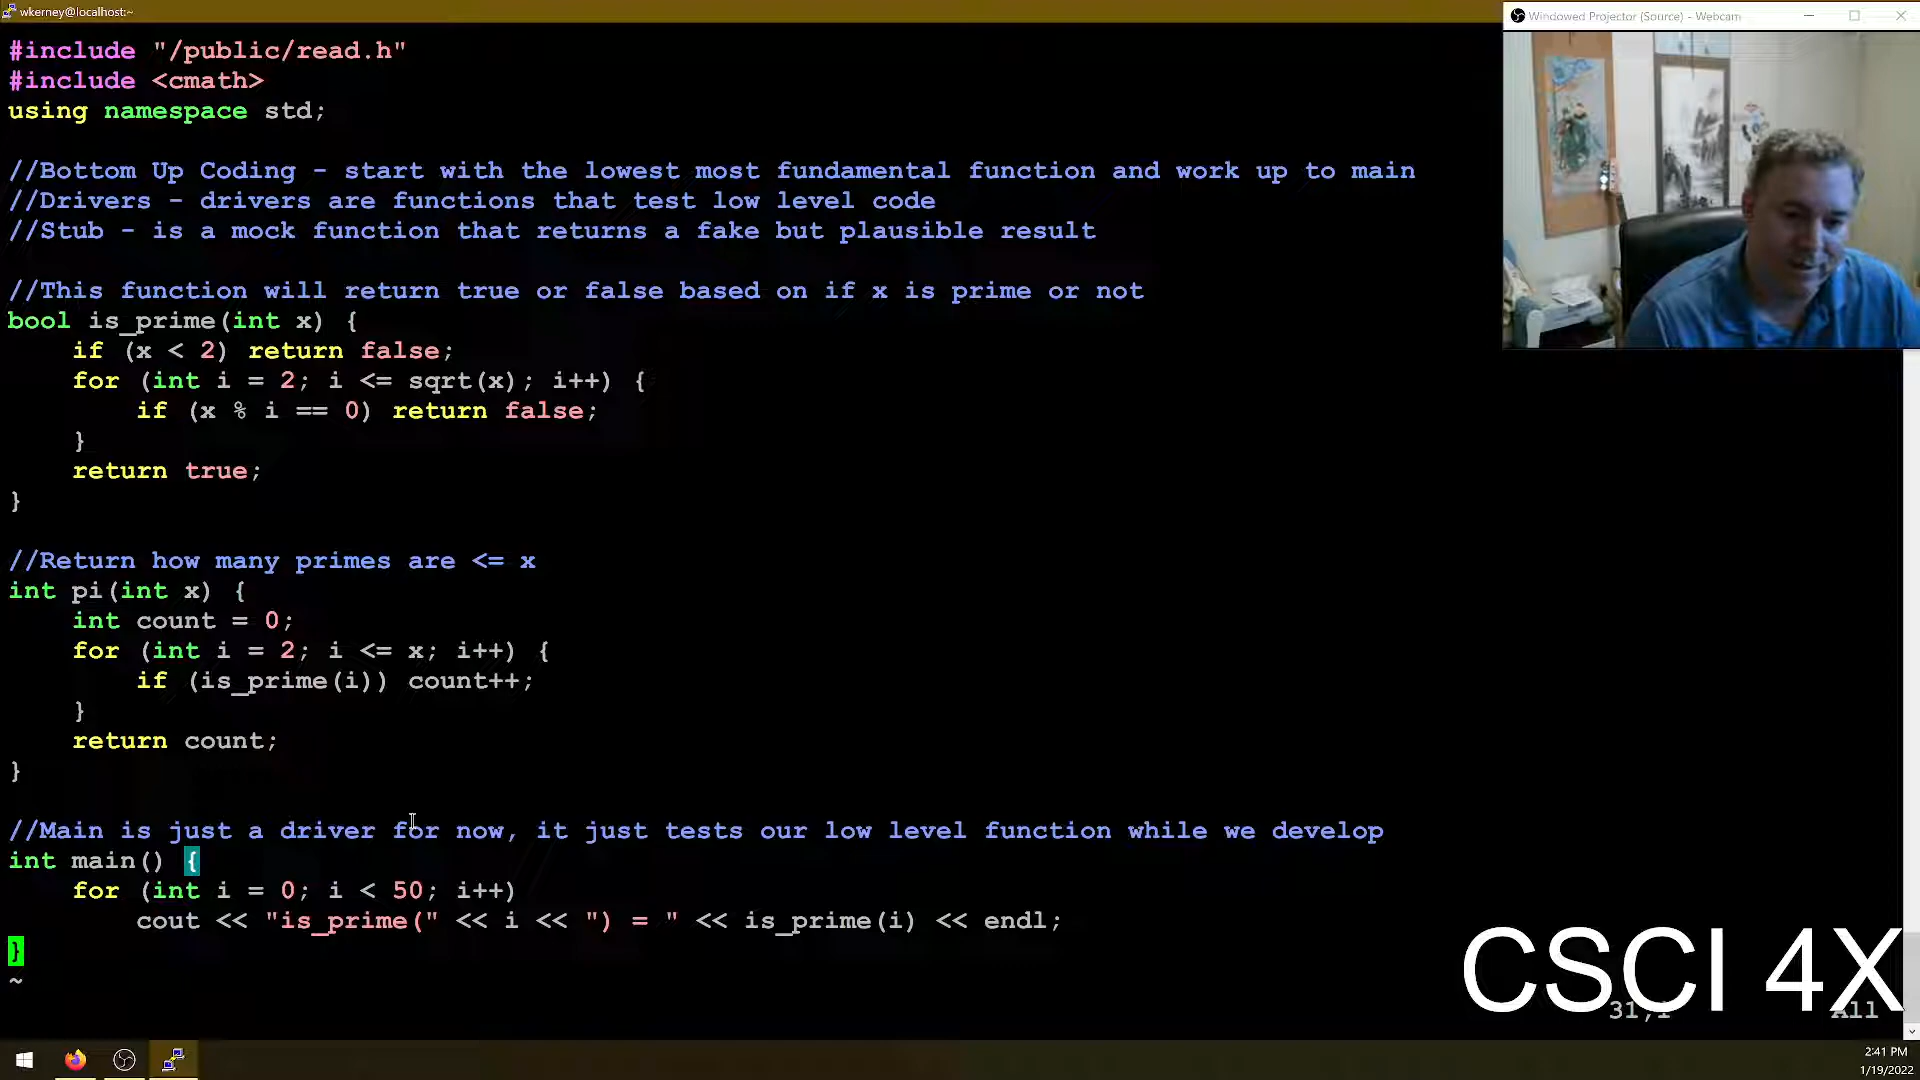 wkerney@localhost:~
Windowed Projector (Source) - Webcam
#include "/public/read.h"
#include <cmath>
using namespace std;
//Bottom Up Coding - start with the lowest most fundamental function and work up to main
//Drivers - drivers are functions that test low level code
//Stub - is a mock function that returns a fake but plausible result
//This function will return true or false based on if x is prime or not
bool is_prime(int x) {
    if (x < 2) return false;
    for (int i = 2; i <= sqrt(x); i++) {
        if (x % i == 0) return false;
    }
    return true;
}
//Return how many primes are <= x
int pi(int x) {
    int count = 0;
    for (int i = 2; i <= x; i++) {
        if (is_prime(i)) count++;
    }
    return count;
}
//Main is just a driver for now, it just tests our low level function while we develop
int main() {
    for (int i = 0; i < 50; i++)
        cout << "is_prime(" << i << ") = " << is_prime(i) << endl;
}
~
CSCI 4X
31,1
All
2:41 PM
1/19/2022